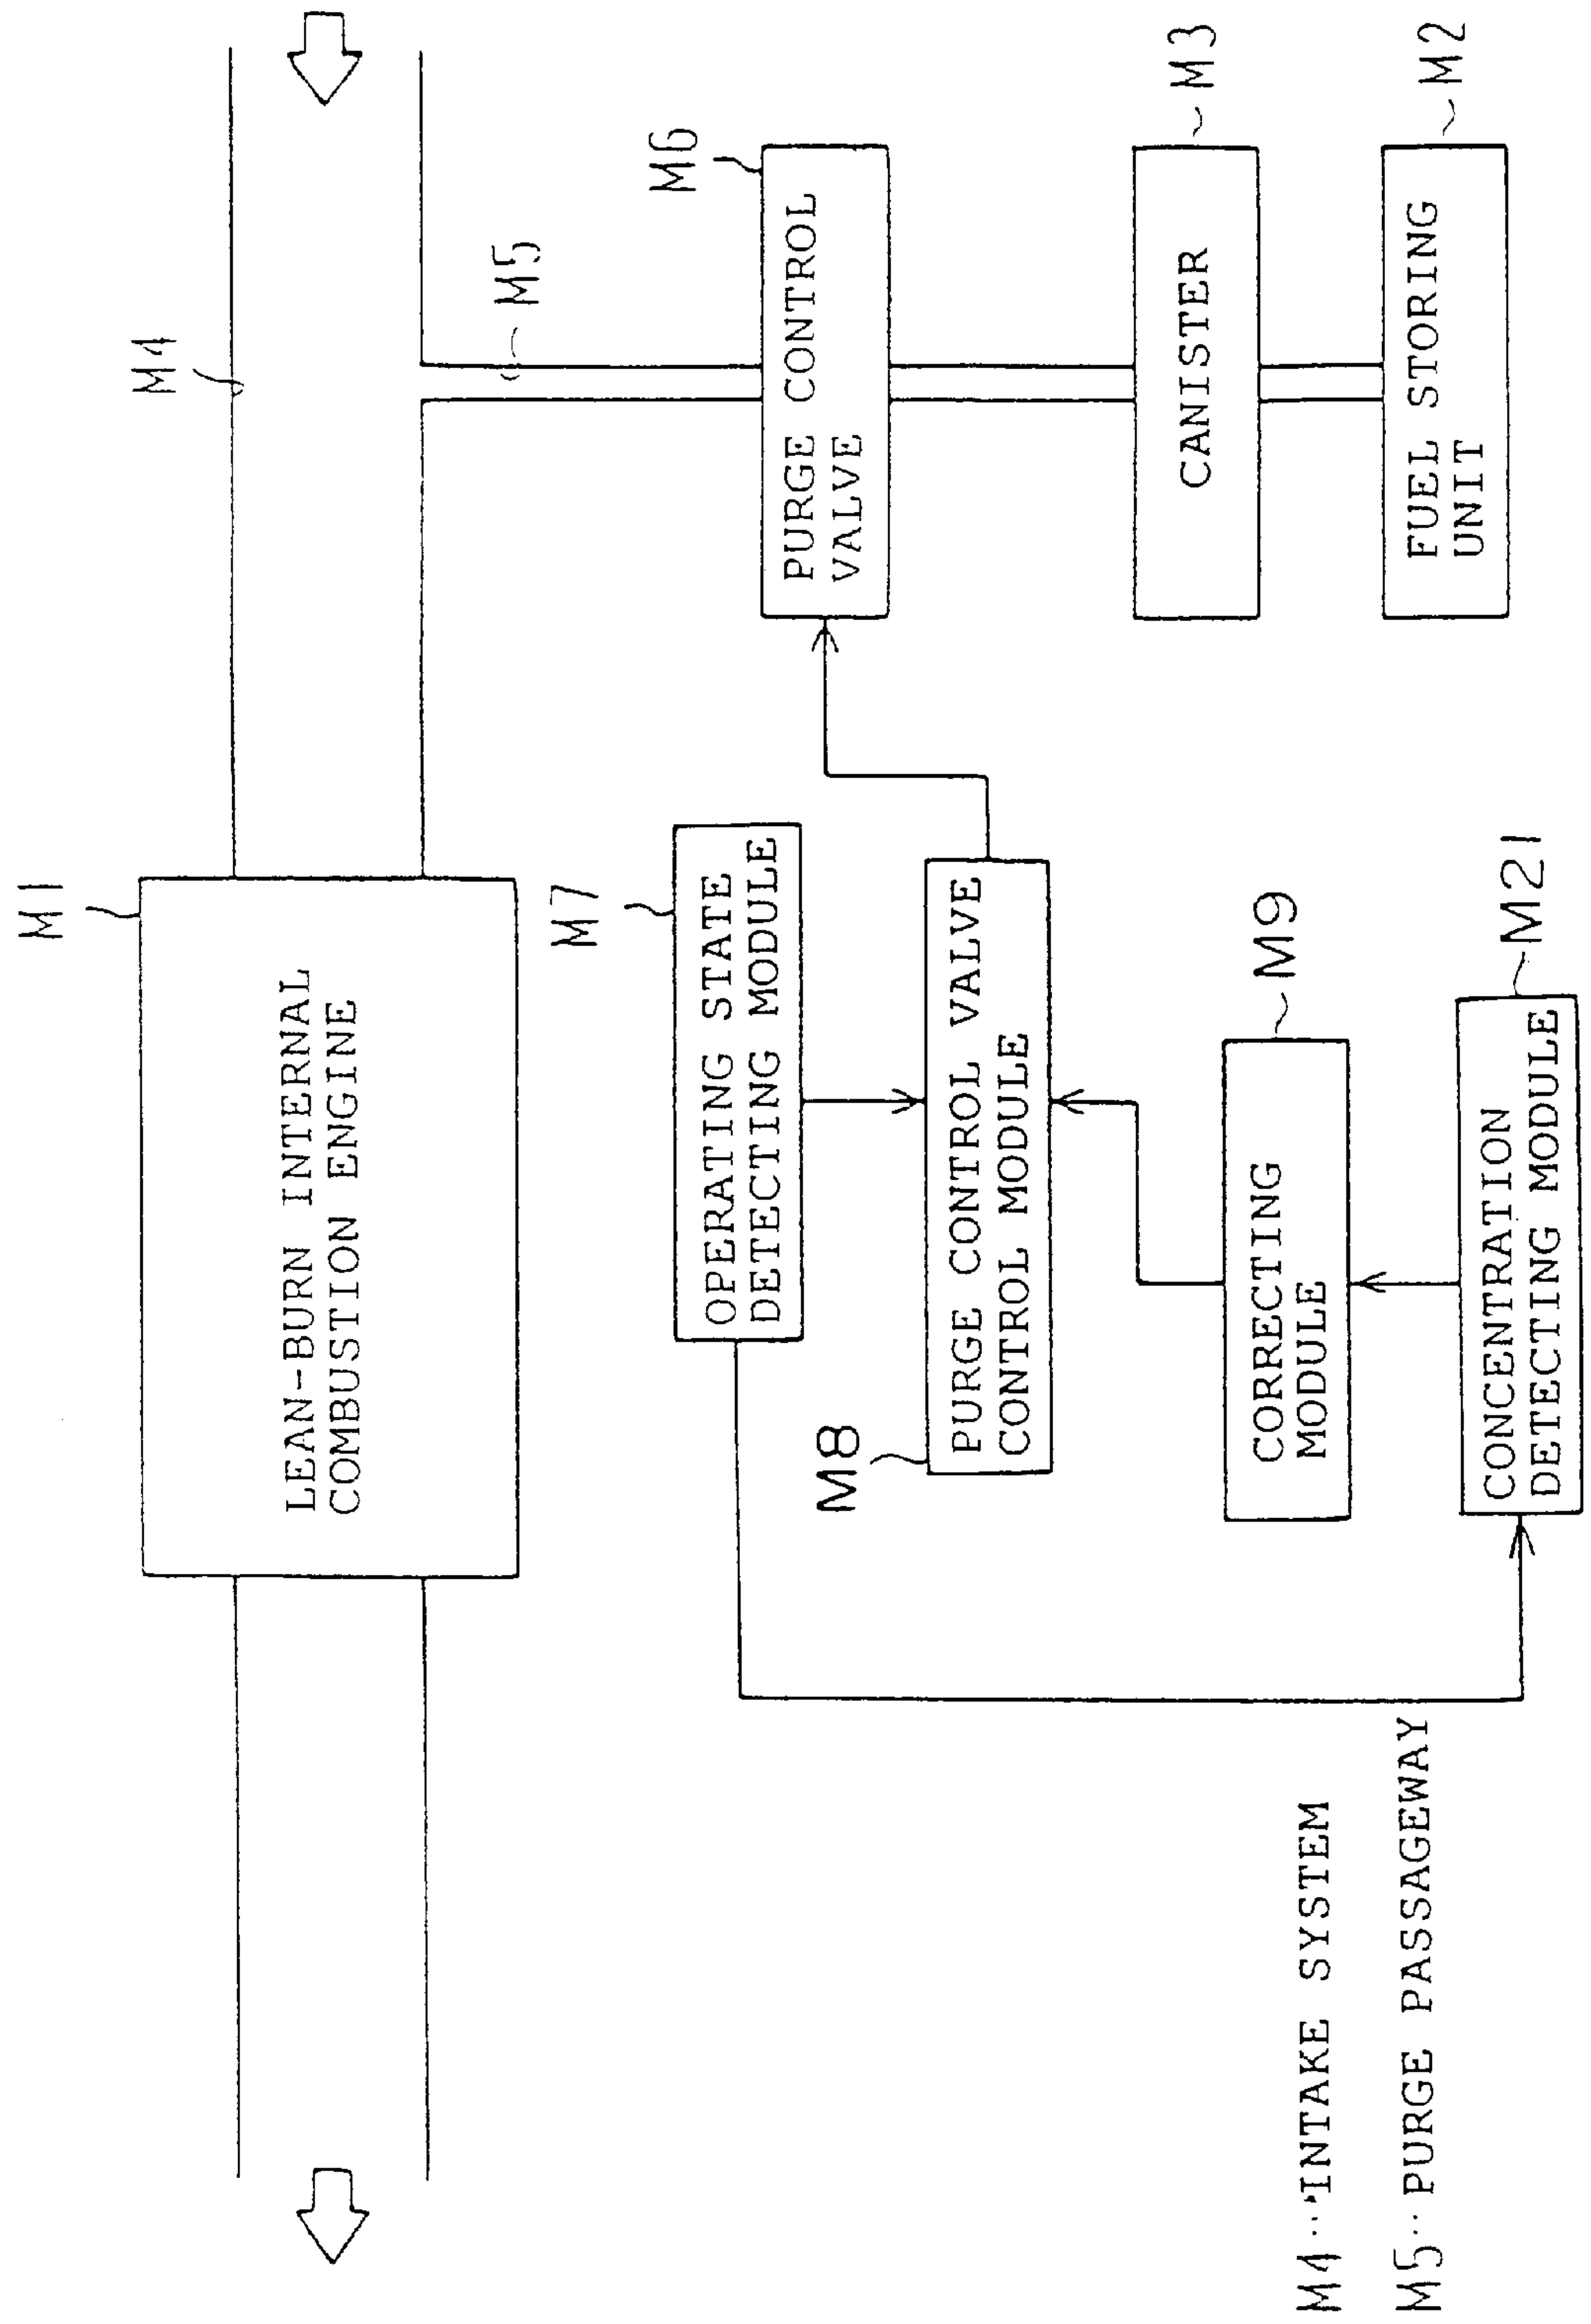 M1
LEAN-BURN INTERNAL
COMBUSTION ENGINE
M4
M5
M6
PURGE CONTROL
VALVE
M3
CANISTER
M2
FUEL STORING
UNIT
M7
OPERATING STATE
DETECTING MODULE
M8
PURGE CONTROL VALVE
CONTROL MODULE
M9
CORRECTING
MODULE
M21
CONCENTRATION
DETECTING MODULE
M4...INTAKE SYSTEM
M5...PURGE PASSAGEWAY